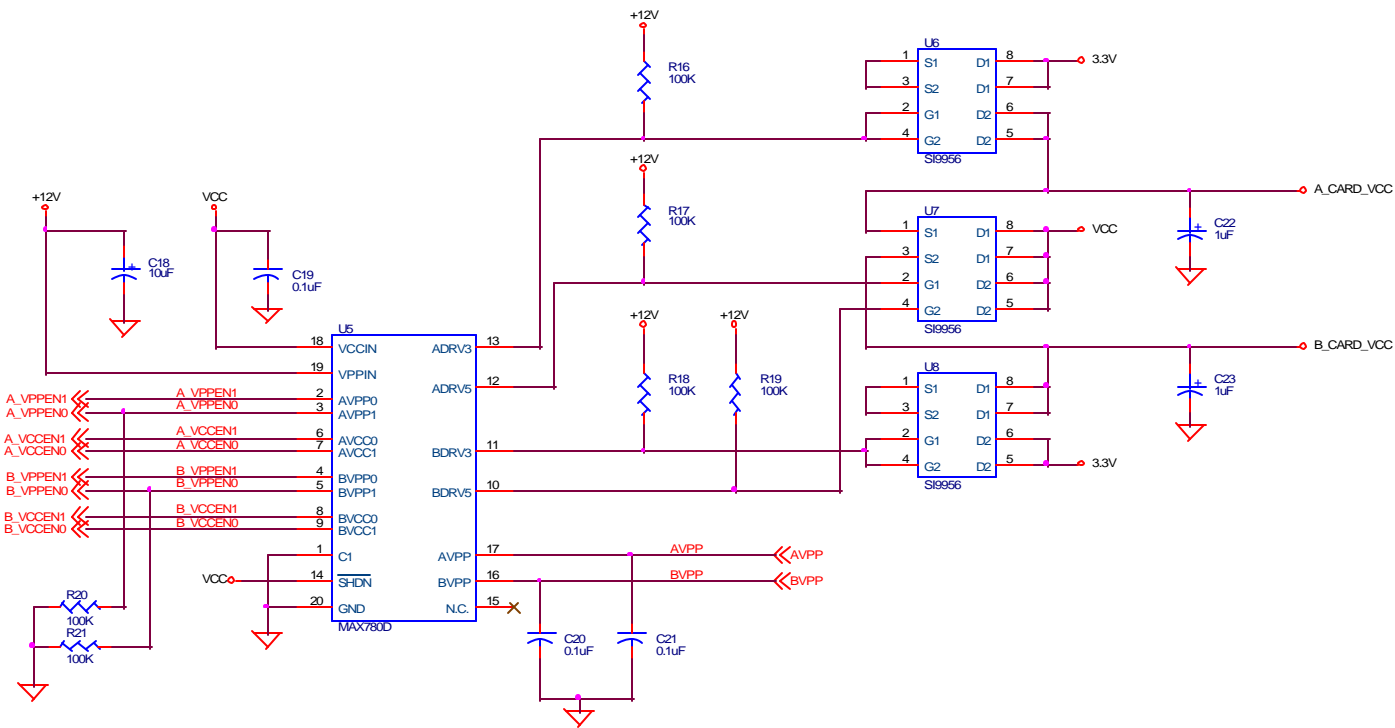 +12V
R16
100K
U6
1 S1 D1 8
3 S2 D1 7
2 G1 D2 6
4 G2 D2 5
SI9956
3.3V
+12V
R17
100K
A_CARD_VCC
C22
1uF
+12V
C18
10uF
VCC
C19
0.1uF
U7
1 S1 D1 8
3 S2 D1 7
2 G1 D2 6
4 G2 D2 5
SI9956
VCC
+12V
R18
100K
+12V
R19
100K
B_CARD_VCC
C23
1uF
U8
1 S1 D1 8
3 S2 D1 7
2 G1 D2 6
4 G2 D2 5
SI9956
3.3V
U5
18 VCCIN ADRV3 13
19 VPPIN
ADRV5 12
A_VPPEN1 A_VPPEN1 2 AVPP0
A_VPPEN0 A_VPPEN0 3 AVPP1
A_VCCEN1 A_VCCEN1 6 AVCC0
A_VCCEN0 A_VCCEN0 7 AVCC1
BDRV3 11
B_VPPEN1 B_VPPEN1 4 BVPP0
B_VPPEN0 B_VPPEN0 5 BVPP1
BDRV5 10
B_VCCEN1 B_VCCEN1 8 BVCC0
B_VCCEN0 B_VCCEN0 9 BVCC1
1 C1 AVPP 17 AVPP AVPP
VCC 14 SHDN BVPP 16 BVPP BVPP
20 GND N.C. 15
MAX780D
R20
100K
R21
100K
C20
0.1uF
C21
0.1uF